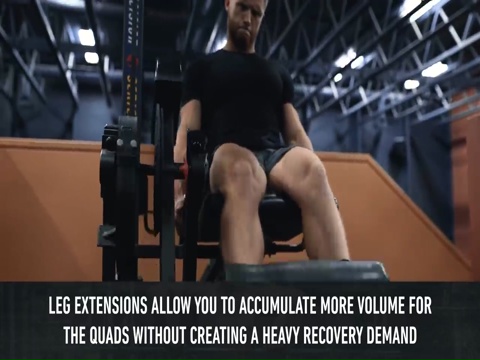 LEG EXTENSIONS ALLOW YOU TO ACCUMULATE MORE VOLUME FOR
THE QUADS WITHOUT CREATING A HEAVY RECOVERY DEMAND